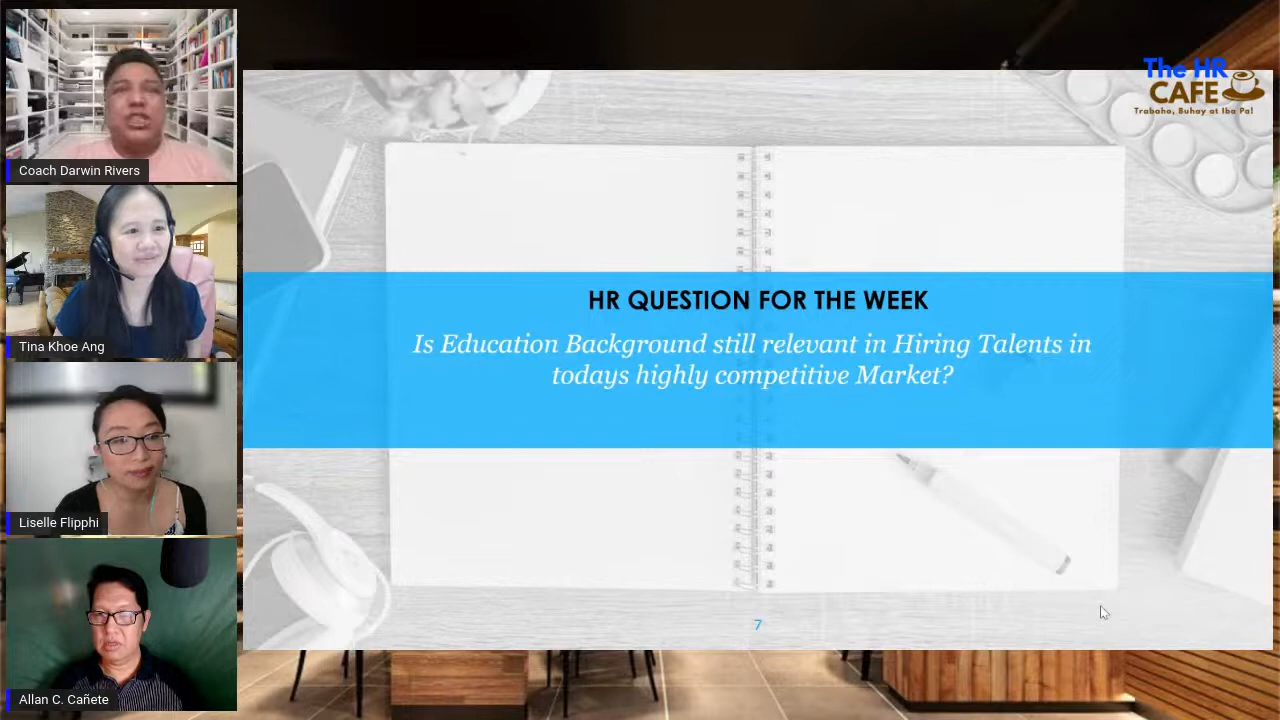 The HR
CAFE
Trabaho, Buhay at Iba Pa!
Coach Darwin Rivers
Tina Khoe Ang
Liselle Flipphi
Allan C. Cañete
HR QUESTION FOR THE WEEK
Is Education Background still relevant in Hiring Talents in
todays highly competitive Market?
7